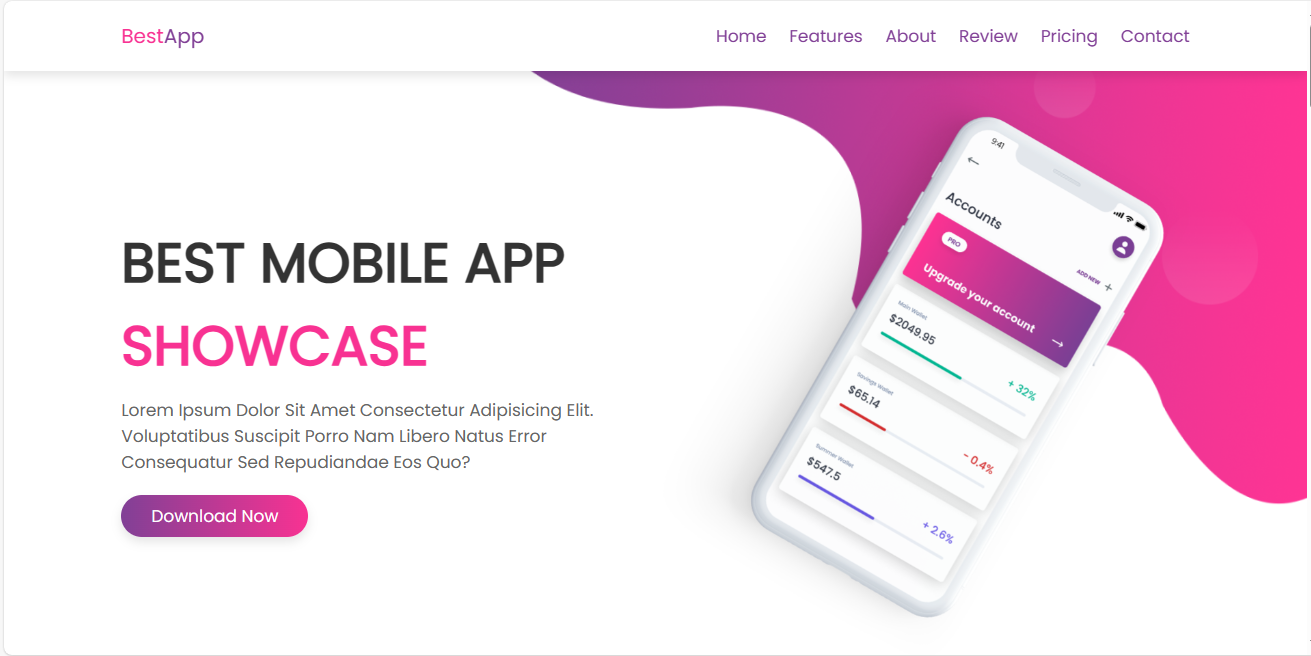 BestApp
Home Features About Review Pricing Contact
BEST MOBILE APP
SHOWCASE
Lorem Ipsum Dolor Sit Amet Consectetur Adipisicing Elit.
Voluptatibus Suscipit Porro Nam Libero Natus Error
Consequatur Sed Repudiandae Eos Quo?
Download Now
9:41
Accounts
ADD NEW +
PRO
Upgrade your account
Main Wallet
$2049.95
+ 32%
Savings Wallet
$65.14
- 0.4%
Summer Wallet
$547.5
+ 2.6%